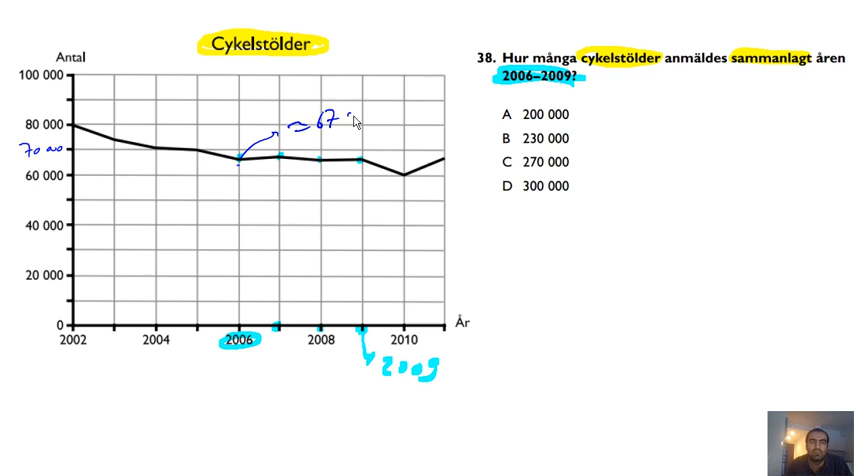 Cykelstölder
Antal
100 000
80 000
70 000
60 000
40 000
20 000
0
≈ 67
2002
2004
2006
2008
2010
År
2009
38. Hur många cykelstölder anmäldes sammanlagt åren
2006–2009?
A 200 000
B 230 000
C 270 000
D 300 000